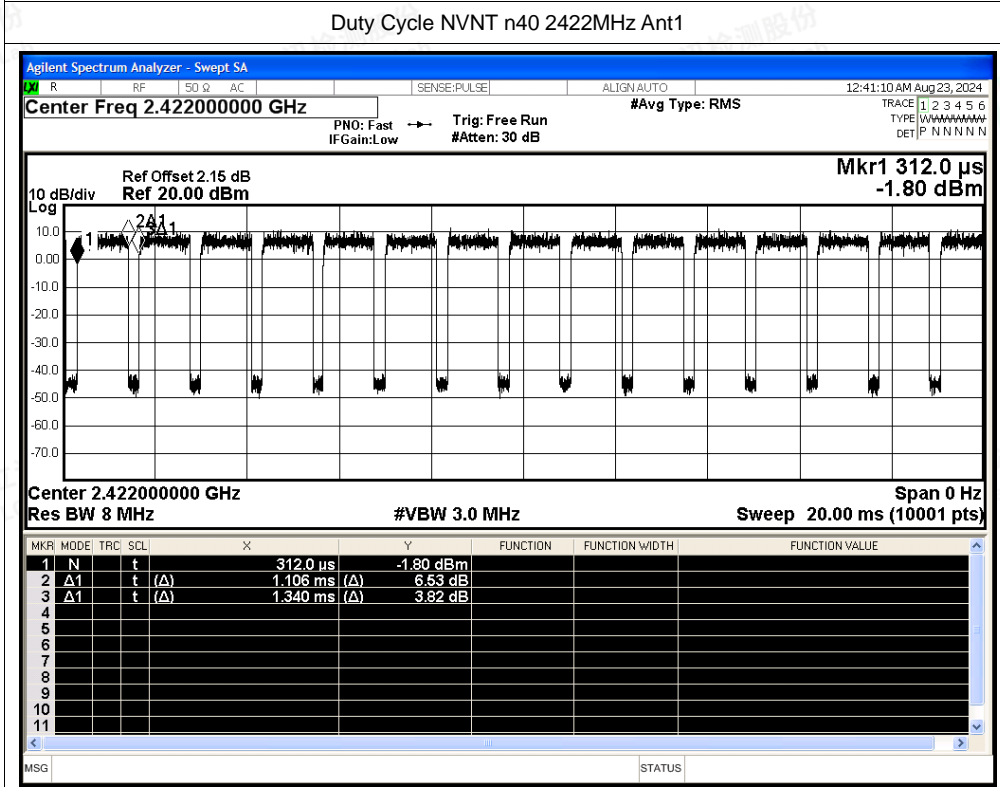 Duty Cycle NVNT n40 2422MHz Ant1
Agilent Spectrum Analyzer - Swept SA
LXI R RF 50 Ω AC SENSE:PULSE ALIGN AUTO 12:41:10 AM Aug 23, 2024
Center Freq 2.422000000 GHz #Avg Type: RMS TRACE 1 2 3 4 5 6
PNO: Fast Trig: Free Run TYPE WWWWWW
IFGain:Low #Atten: 30 dB DET P N N N N N
Mkr1 312.0 µs
Ref Offset 2.15 dB
10 dB/div Ref 20.00 dBm -1.80 dBm
Log
2Δ1
3Δ1
1
10.0
0.00
-10.0
-20.0
-30.0
-40.0
-50.0
-60.0
-70.0
Center 2.422000000 GHz Span 0 Hz
Res BW 8 MHz #VBW 3.0 MHz Sweep 20.00 ms (10001 pts)
MKR MODE TRC SCL X Y FUNCTION FUNCTION WIDTH FUNCTION VALUE
1 N t 312.0 µs -1.80 dBm
2 Δ1 t (Δ) 1.106 ms (Δ) 6.53 dB
3 Δ1 t (Δ) 1.340 ms (Δ) 3.82 dB
4
5
6
7
8
9
10
11
MSG STATUS